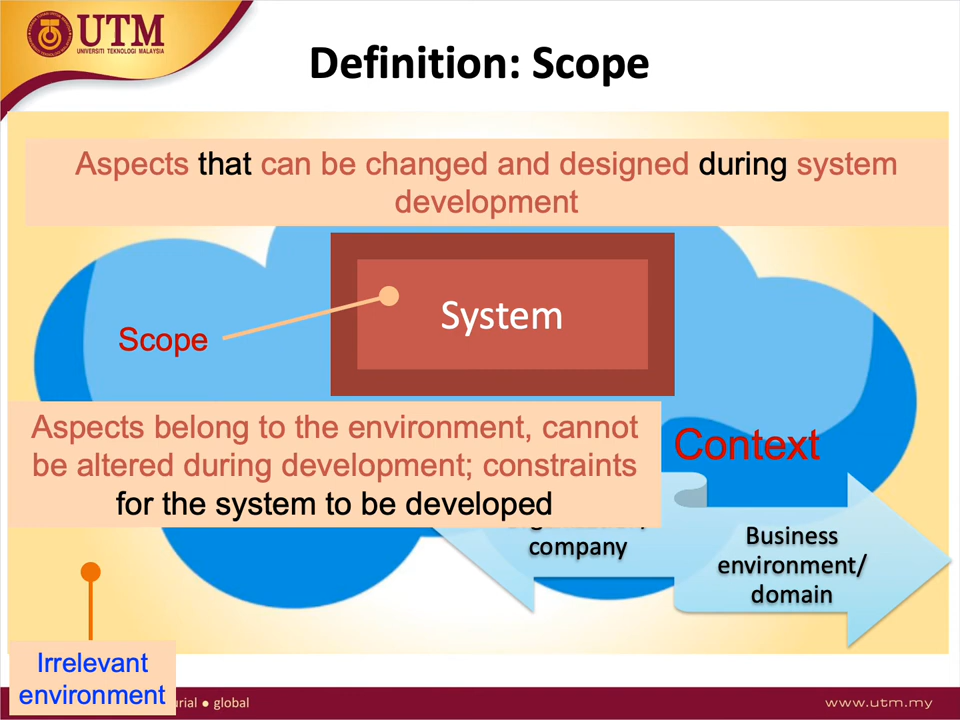 UTM
UNIVERSITI TEKNOLOGI MALAYSIA
Definition: Scope
Aspects that can be changed and designed during system
development
System
Scope
Aspects belong to the environment, cannot
be altered during development; constraints
for the system to be developed
Context
company
Business
environment/
domain
Irrelevant
environment
● global
www.utm.my